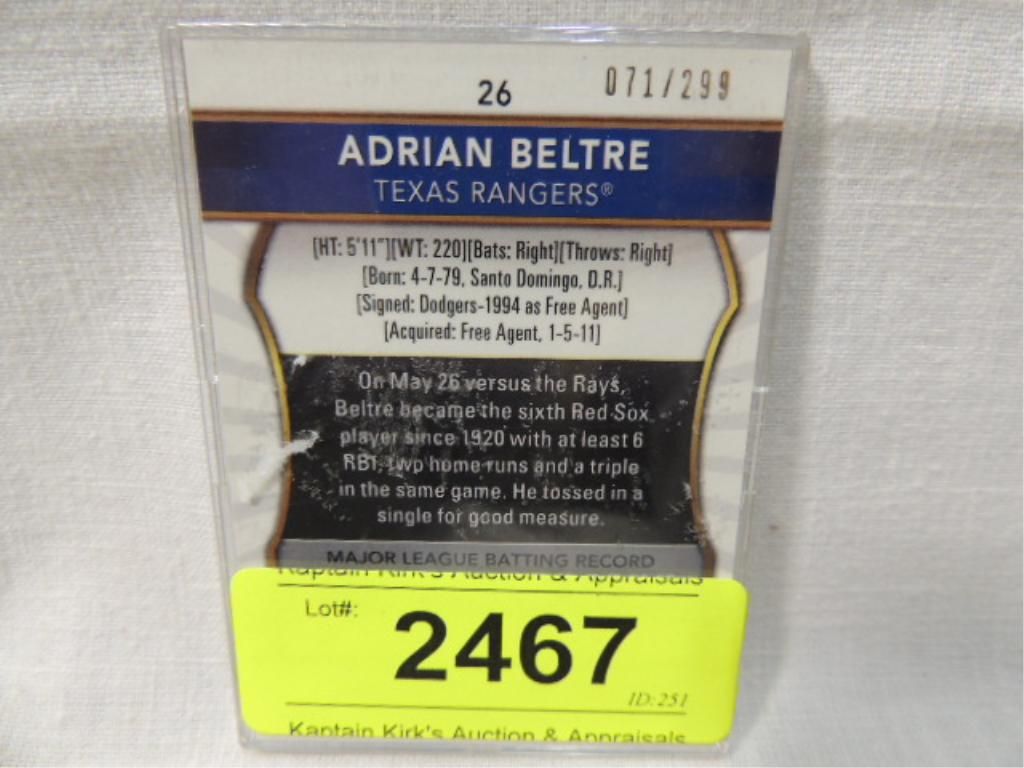 26 071/299
ADRIAN BELTRE
TEXAS RANGERS®
[HT: 5'11"][WT: 220][Bats: Right][Throws: Right]
[Born: 4-7-79, Santo Domingo, D.R.]
[Signed: Dodgers-1994 as Free Agent]
[Acquired: Free Agent, 1-5-11]
On May 26 versus the Rays,
Beltre became the sixth Red Sox
player since 1920 with at least 6
RBI, two home runs and a triple
in the same game. He tossed in a
single for good measure.
MAJOR LEAGUE BATTING RECORD
Kaptain Kirk's Auction & Appraisals
Lot#:
2467
ID:251
Kaptain Kirk's Auction & Appraisals